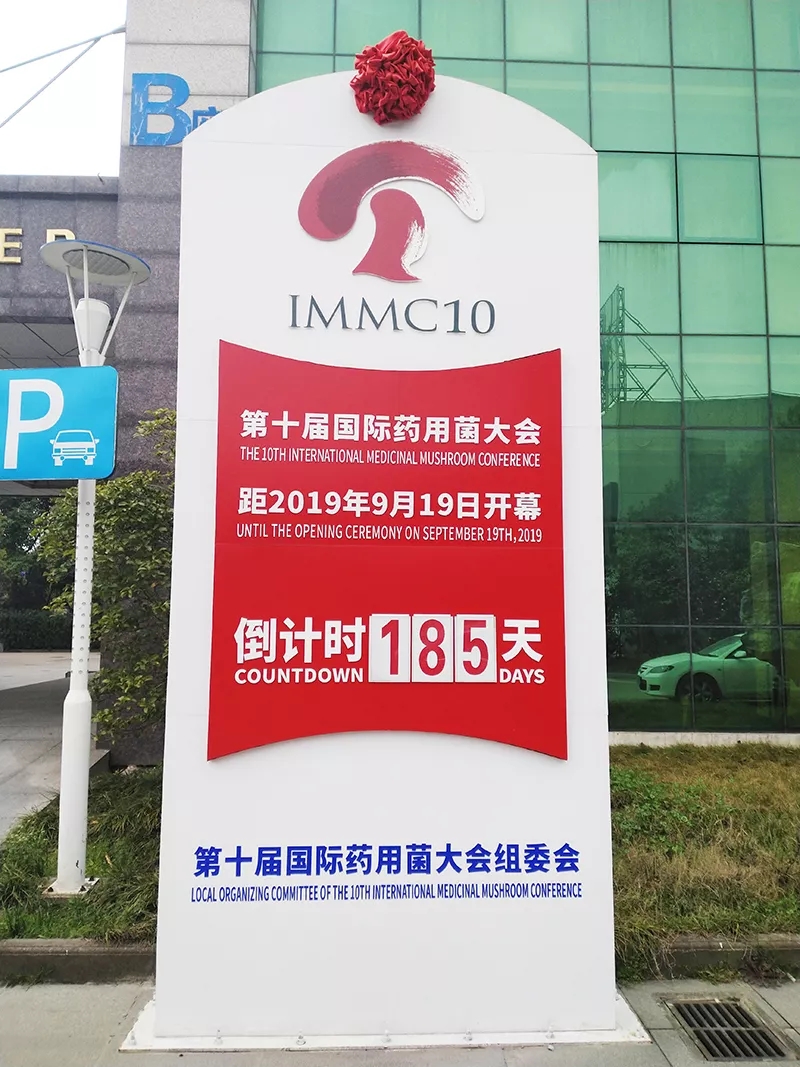 B
ER
P
IMMC10
第十届国际药用菌大会
THE 10TH INTERNATIONAL MEDICINAL MUSHROOM CONFERENCE
距2019年9月19日开幕
UNTIL THE OPENING CEREMONY ON SEPTEMBER 19TH, 2019
倒计时185天
COUNTDOWN DAYS
第十届国际药用菌大会组委会
LOCAL ORGANIZING COMMITTEE OF THE 10TH INTERNATIONAL MEDICINAL MUSHROOM CONFERENCE